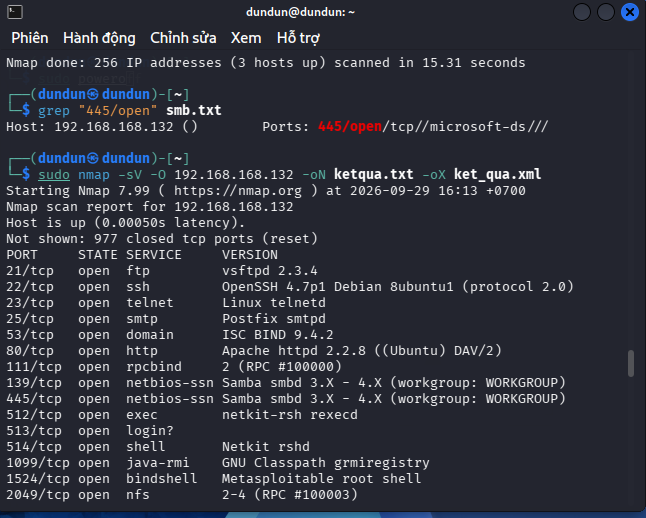 dundun@dundun: ~
Phiên Hành động Chỉnh sửa Xem Hỗ trợ
Nmap done: 256 IP addresses (3 hosts up) scanned in 15.31 seconds
┌──(dundun㉿dundun)-[~]
└─$ grep "445/open" smb.txt
Host: 192.168.168.132 () Ports: 445/open/tcp//microsoft-ds///
┌──(dundun㉿dundun)-[~]
└─$ sudo nmap -sV -O 192.168.168.132 -oN ketqua.txt -oX ket_qua.xml
Starting Nmap 7.99 ( https://nmap.org ) at 2026-09-29 16:13 +0700
Nmap scan report for 192.168.168.132
Host is up (0.00050s latency).
Not shown: 977 closed tcp ports (reset)
PORT STATE SERVICE VERSION
21/tcp open ftp vsftpd 2.3.4
22/tcp open ssh OpenSSH 4.7p1 Debian 8ubuntu1 (protocol 2.0)
23/tcp open telnet Linux telnetd
25/tcp open smtp Postfix smtpd
53/tcp open domain ISC BIND 9.4.2
80/tcp open http Apache httpd 2.2.8 ((Ubuntu) DAV/2)
111/tcp open rpcbind 2 (RPC #100000)
139/tcp open netbios-ssn Samba smbd 3.X - 4.X (workgroup: WORKGROUP)
445/tcp open netbios-ssn Samba smbd 3.X - 4.X (workgroup: WORKGROUP)
512/tcp open exec netkit-rsh rexecd
513/tcp open login?
514/tcp open shell Netkit rshd
1099/tcp open java-rmi GNU Classpath grmiregistry
1524/tcp open bindshell Metasploitable root shell
2049/tcp open nfs 2-4 (RPC #100003)